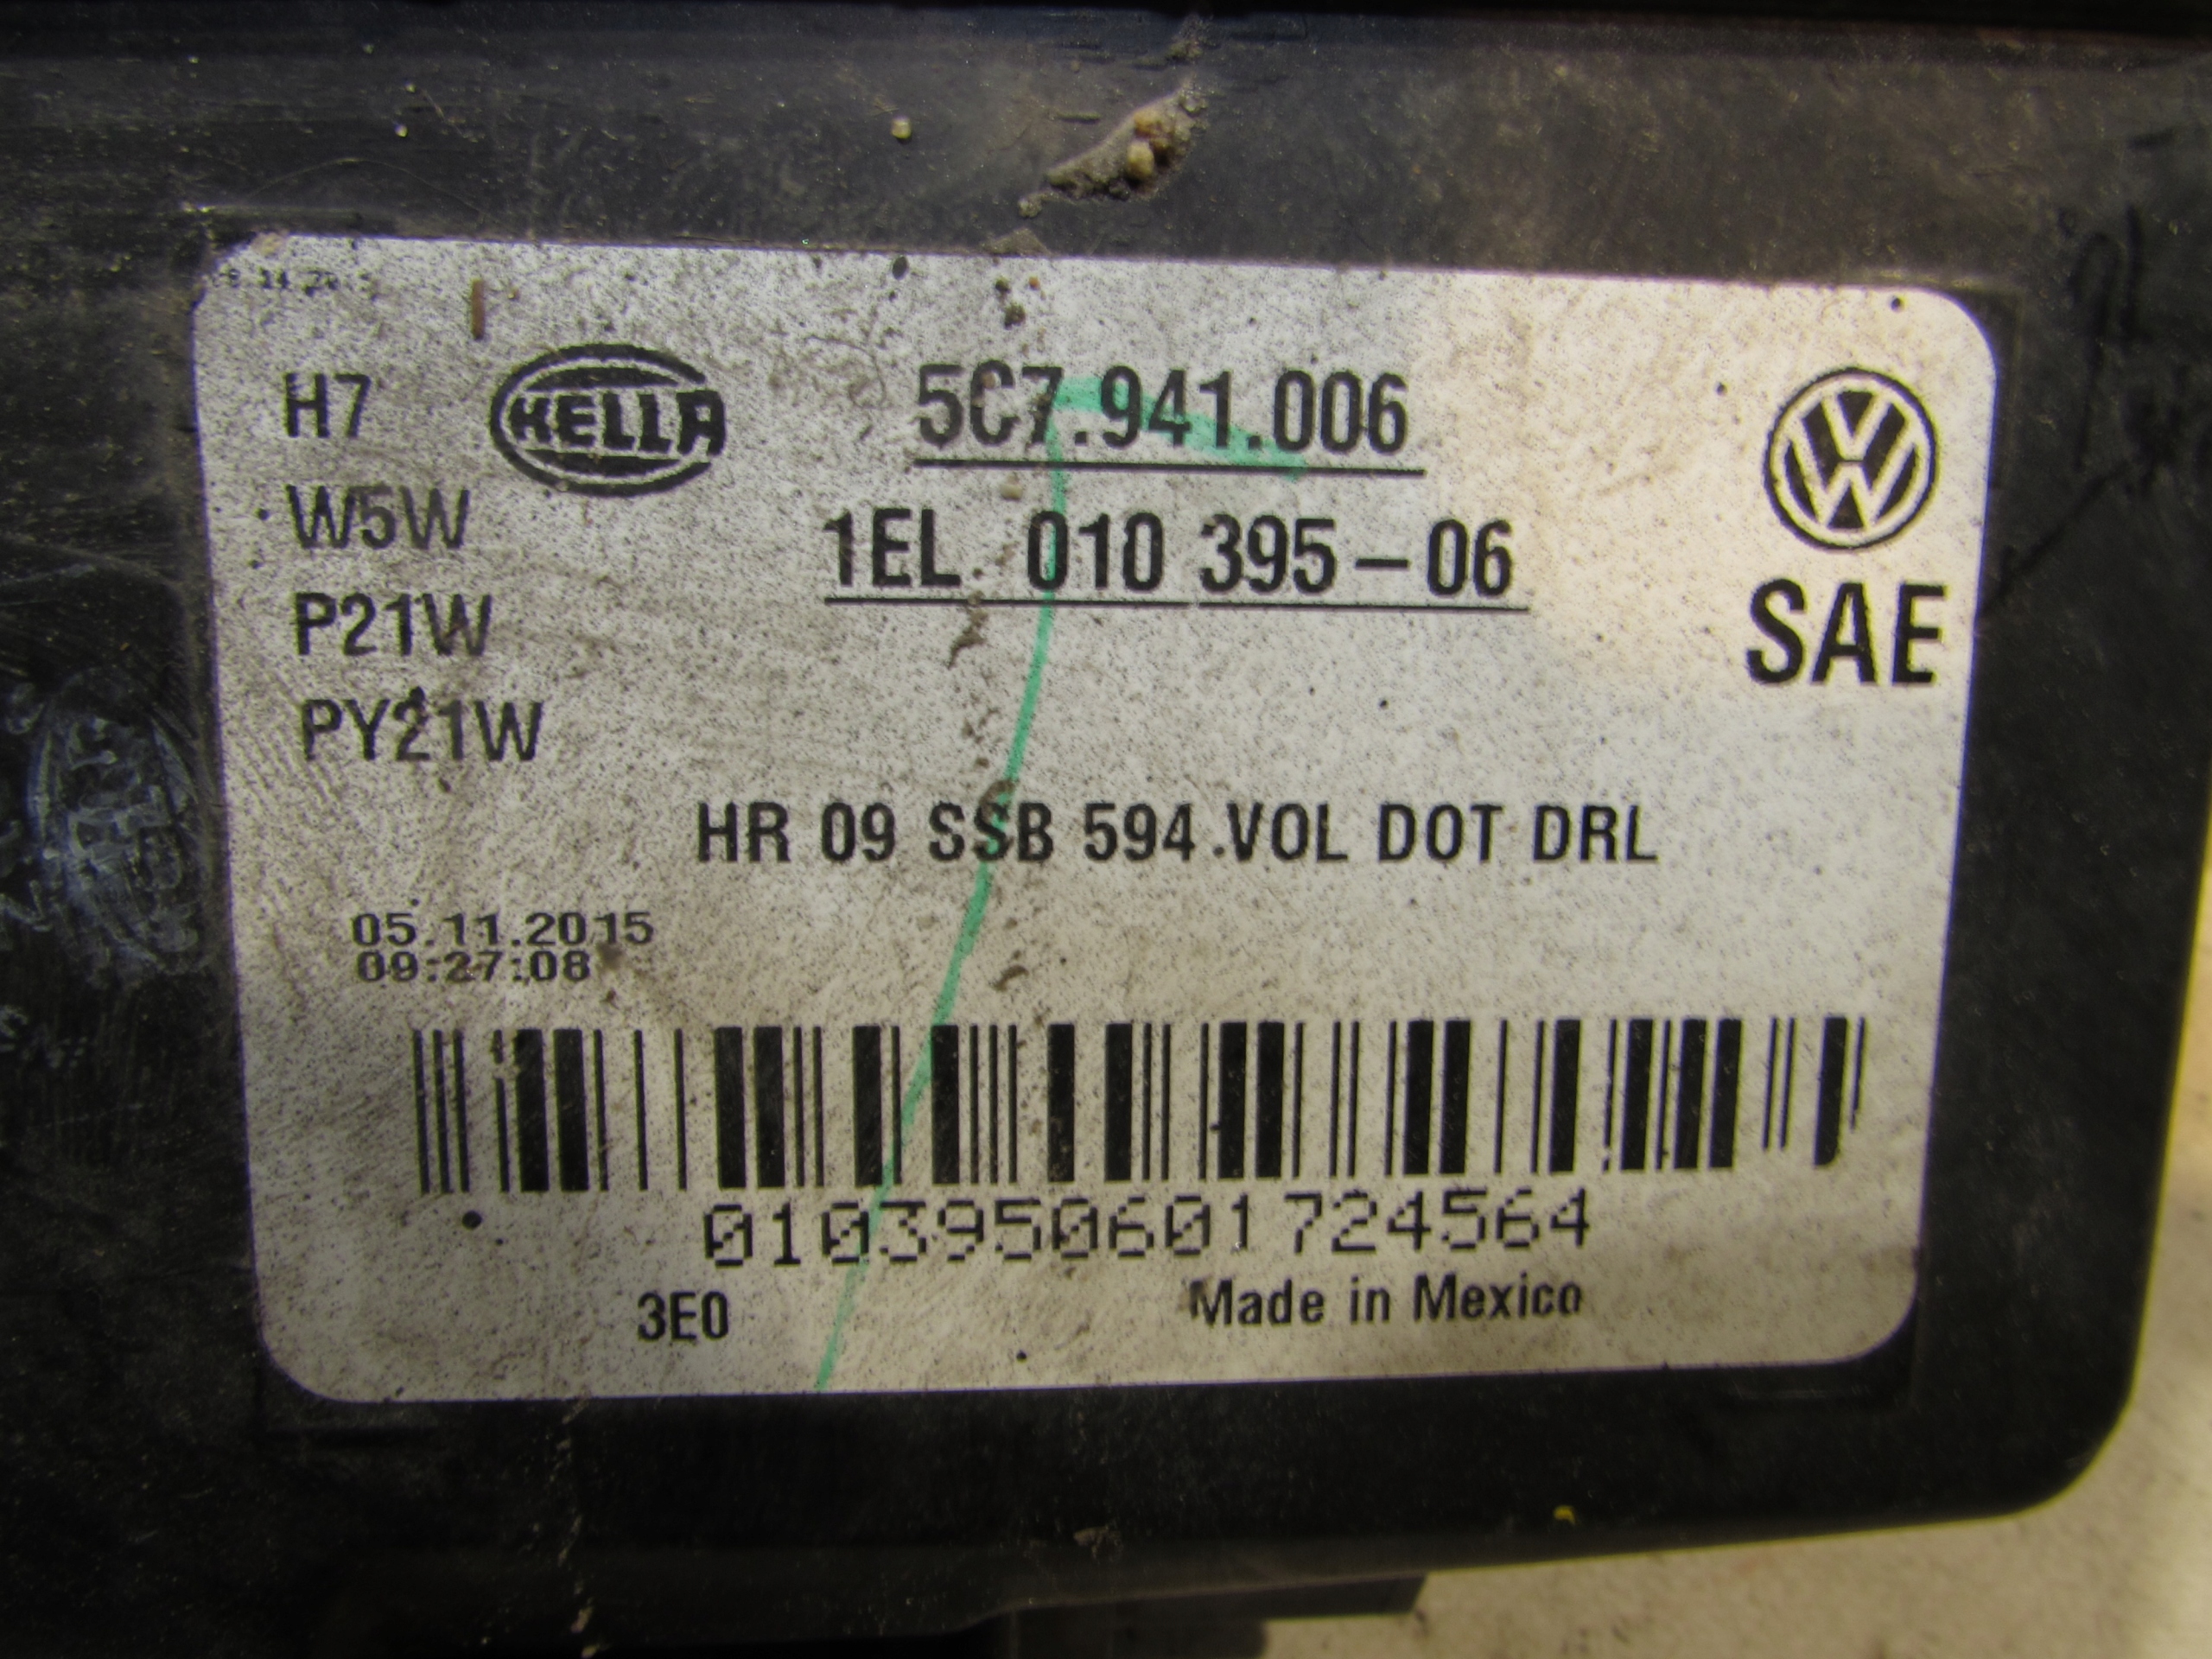 H7
HELLA
5C7.941.006
W5W
1EL 010 395-06
P21W
SAE
PY21W
HR 09 SSB 594 VOL DOT DRL
05.11.2015
09:27:08
0103950601724564
3E0
Made in Mexico